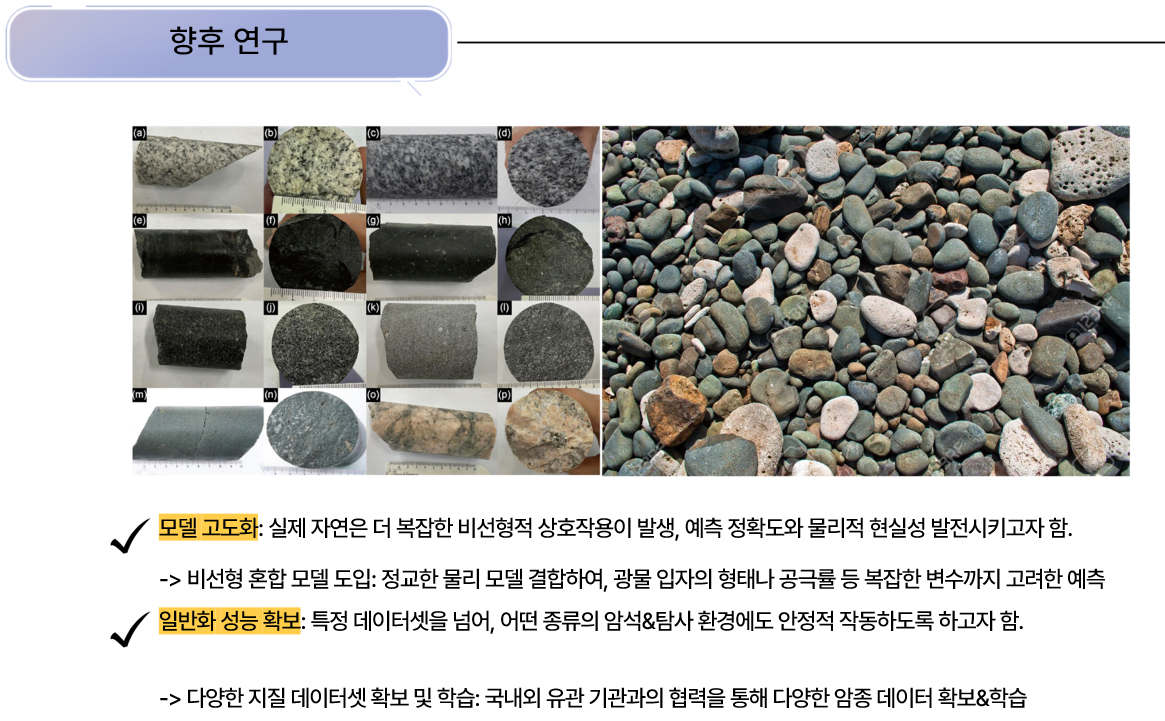 향후 연구
(a) (b) (c) (d)
(e) (f) (g) (h)
(i) (j) (k) (l)
(m) (n) (o) (p)
모델 고도화: 실제 자연은 더 복잡한 비선형적 상호작용이 발생, 예측 정확도와 물리적 현실성 발전시키고자 함.
-> 비선형 혼합 모델 도입: 정교한 물리 모델 결합하여, 광물 입자의 형태나 공극률 등 복잡한 변수까지 고려한 예측
일반화 성능 확보: 특정 데이터셋을 넘어, 어떤 종류의 암석&탐사 환경에도 안정적 작동하도록 하고자 함.
-> 다양한 지질 데이터셋 확보 및 학습: 국내외 유관 기관과의 협력을 통해 다양한 암종 데이터 확보&학습